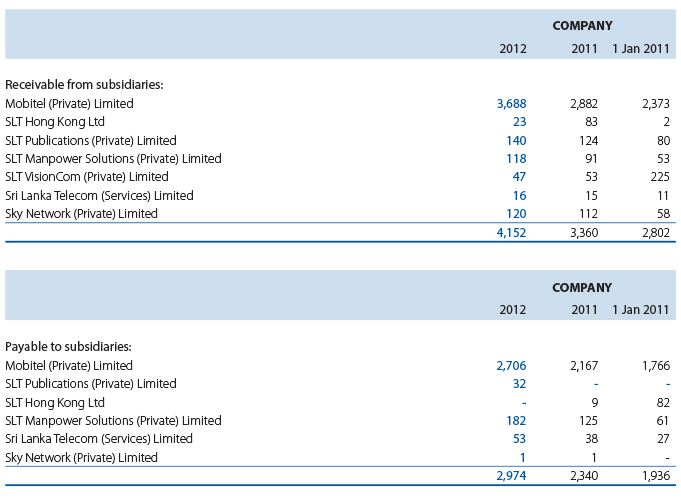 COMPANY
2012 2011 1 Jan 2011
Receivable from subsidiaries:
Mobitel (Private) Limited 3,688 2,882 2,373
SLT Hong Kong Ltd 23 83 2
SLT Publications (Private) Limited 140 124 80
SLT Manpower Solutions (Private) Limited 118 91 53
SLT VisionCom (Private) Limited 47 53 225
Sri Lanka Telecom (Services) Limited 16 15 11
Sky Network (Private) Limited 120 112 58
4,152 3,360 2,802
COMPANY
2012 2011 1 Jan 2011
Payable to subsidiaries:
Mobitel (Private) Limited 2,706 2,167 1,766
SLT Publications (Private) Limited 32 - -
SLT Hong Kong Ltd - 9 82
SLT Manpower Solutions (Private) Limited 182 125 61
Sri Lanka Telecom (Services) Limited 53 38 27
Sky Network (Private) Limited 1 1 -
2,974 2,340 1,936